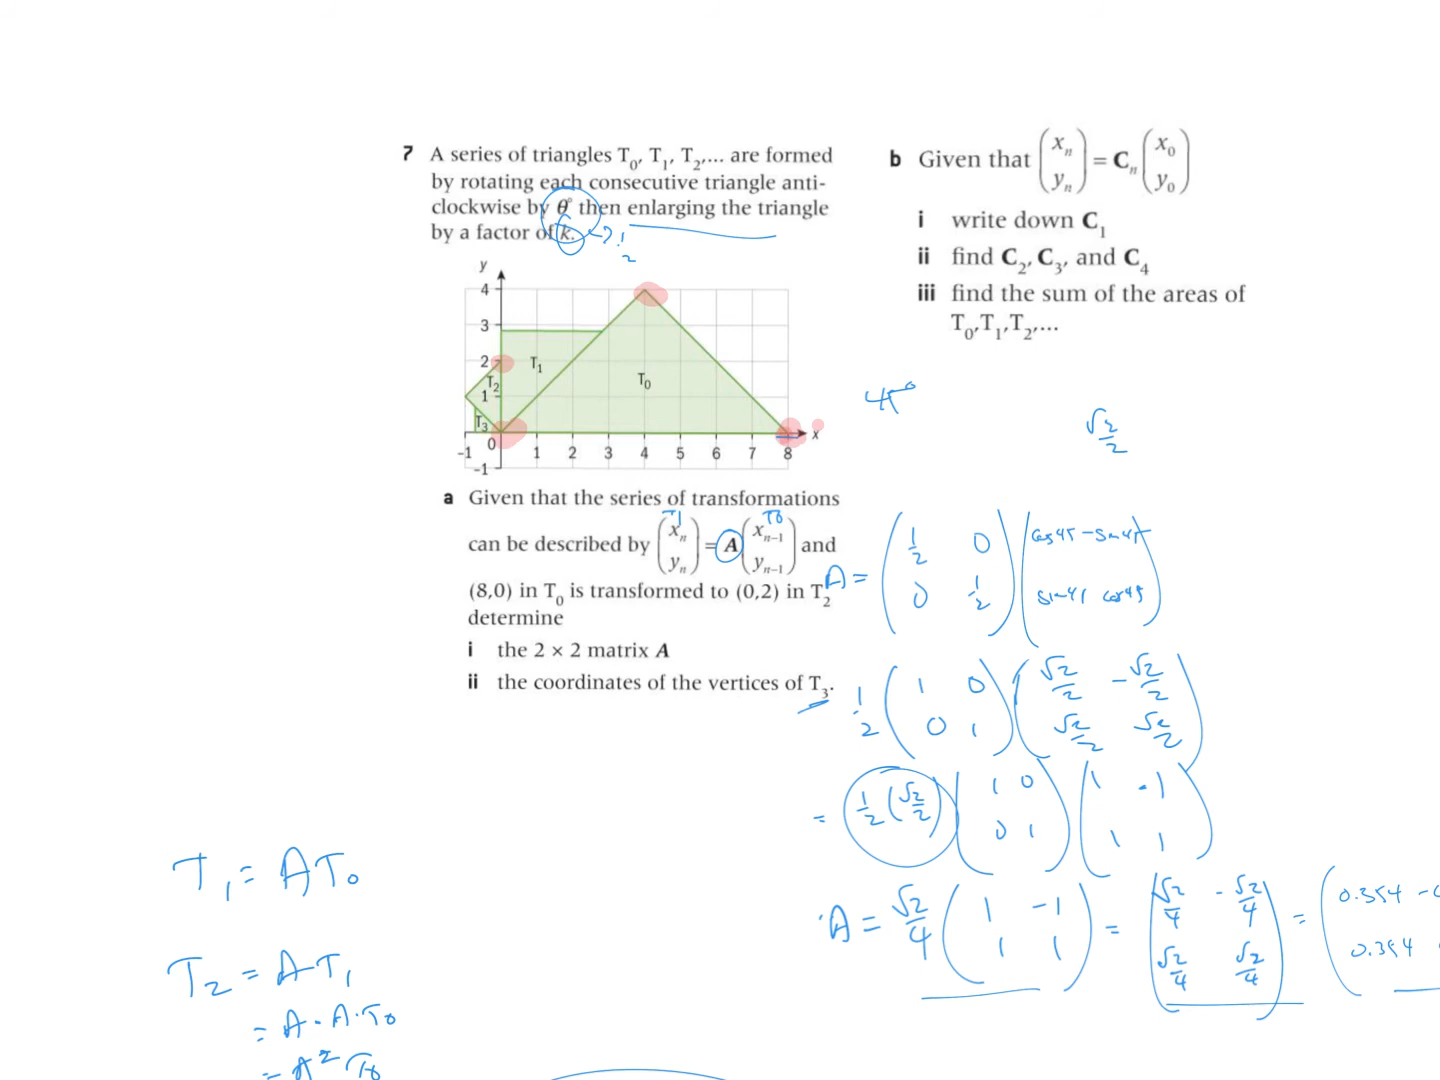 7 A series of triangles T₀, T₁, T₂,... are formed
by rotating each consecutive triangle anti-
clockwise by θ° then enlarging the triangle
by a factor of k. → ? 1/2
y
4
3
2
1
0
-1
-1 1 2 3 4 5 6 7 8 x
T₁
T₀
T₂
T₃
a Given that the series of transformations
T1 T0
can be described by (xₙ yₙ) = A (xₙ₋₁ yₙ₋₁) and
(8,0) in T₀ is transformed to (0,2) in T₂
determine
i the 2 × 2 matrix A
ii the coordinates of the vertices of T₃.
b Given that (xₙ yₙ) = Cₙ (x₀ y₀)
i write down C₁
ii find C₂, C₃, and C₄
iii find the sum of the areas of
T₀,T₁,T₂,...
45°
√2/2
A = (1/2 0 0 1/2) (cos45 -sin45 sin45 cos45)
1/2 (1 0 0 1) (√2/2 -√2/2 √2/2 √2/2)
= 1/2 (√2/2) (1 0 0 1) (1 -1 1 1)
A = √2/4 (1 -1 1 1) = (√2/4 -√2/4 √2/4 √2/4) = (0.354 - 0.354
T₁ = AT₀
T₂ = AT₁
= A·A·T₀
= A² T₀